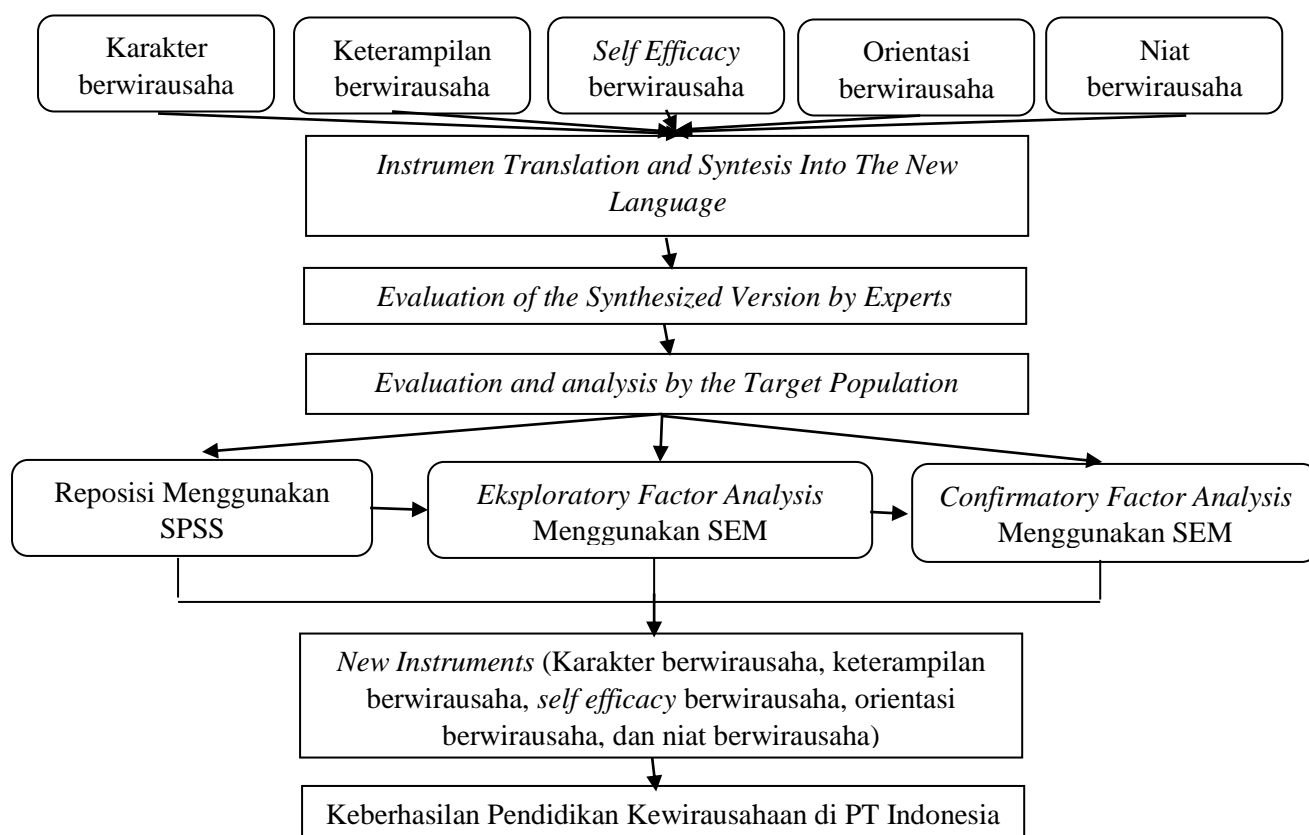 Karakter
berwirausaha
Keterampilan
berwirausaha
Self Efficacy
berwirausaha
Orientasi
berwirausaha
Niat
berwirausaha
Instrumen Translation and Syntesis Into The New
Language
Evaluation of the Synthesized Version by Experts
Evaluation and analysis by the Target Population
Reposisi Menggunakan
SPSS
Eksploratory Factor Analysis
Menggunakan SEM
Confirmatory Factor Analysis
Menggunakan SEM
New Instruments (Karakter berwirausaha, keterampilan
berwirausaha, self efficacy berwirausaha, orientasi
berwirausaha, dan niat berwirausaha)
Keberhasilan Pendidikan Kewirausahaan di PT Indonesia